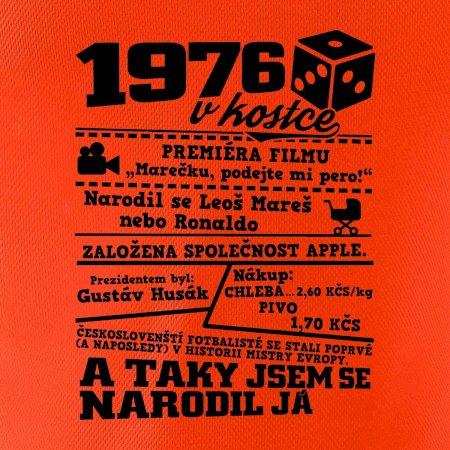 1976
v kostce
PREMIÉRA FILMU
„Marečku, podejte mi pero!“
Narodil se Leoš Mareš
nebo Ronaldo
ZALOŽENA SPOLEČNOST APPLE.
Prezidentem byl:
Gustáv Husák
Nákup:
CHLEBA...2,60 KČS/kg
PIVO
1,70 KČS
ČESKOSLOVENŠTÍ FOTBALISTÉ SE STALI POPRVÉ
(A NAPOSLEDY) V HISTORII MISTRY EVROPY.
A TAKY JSEM SE
NARODIL JÁ